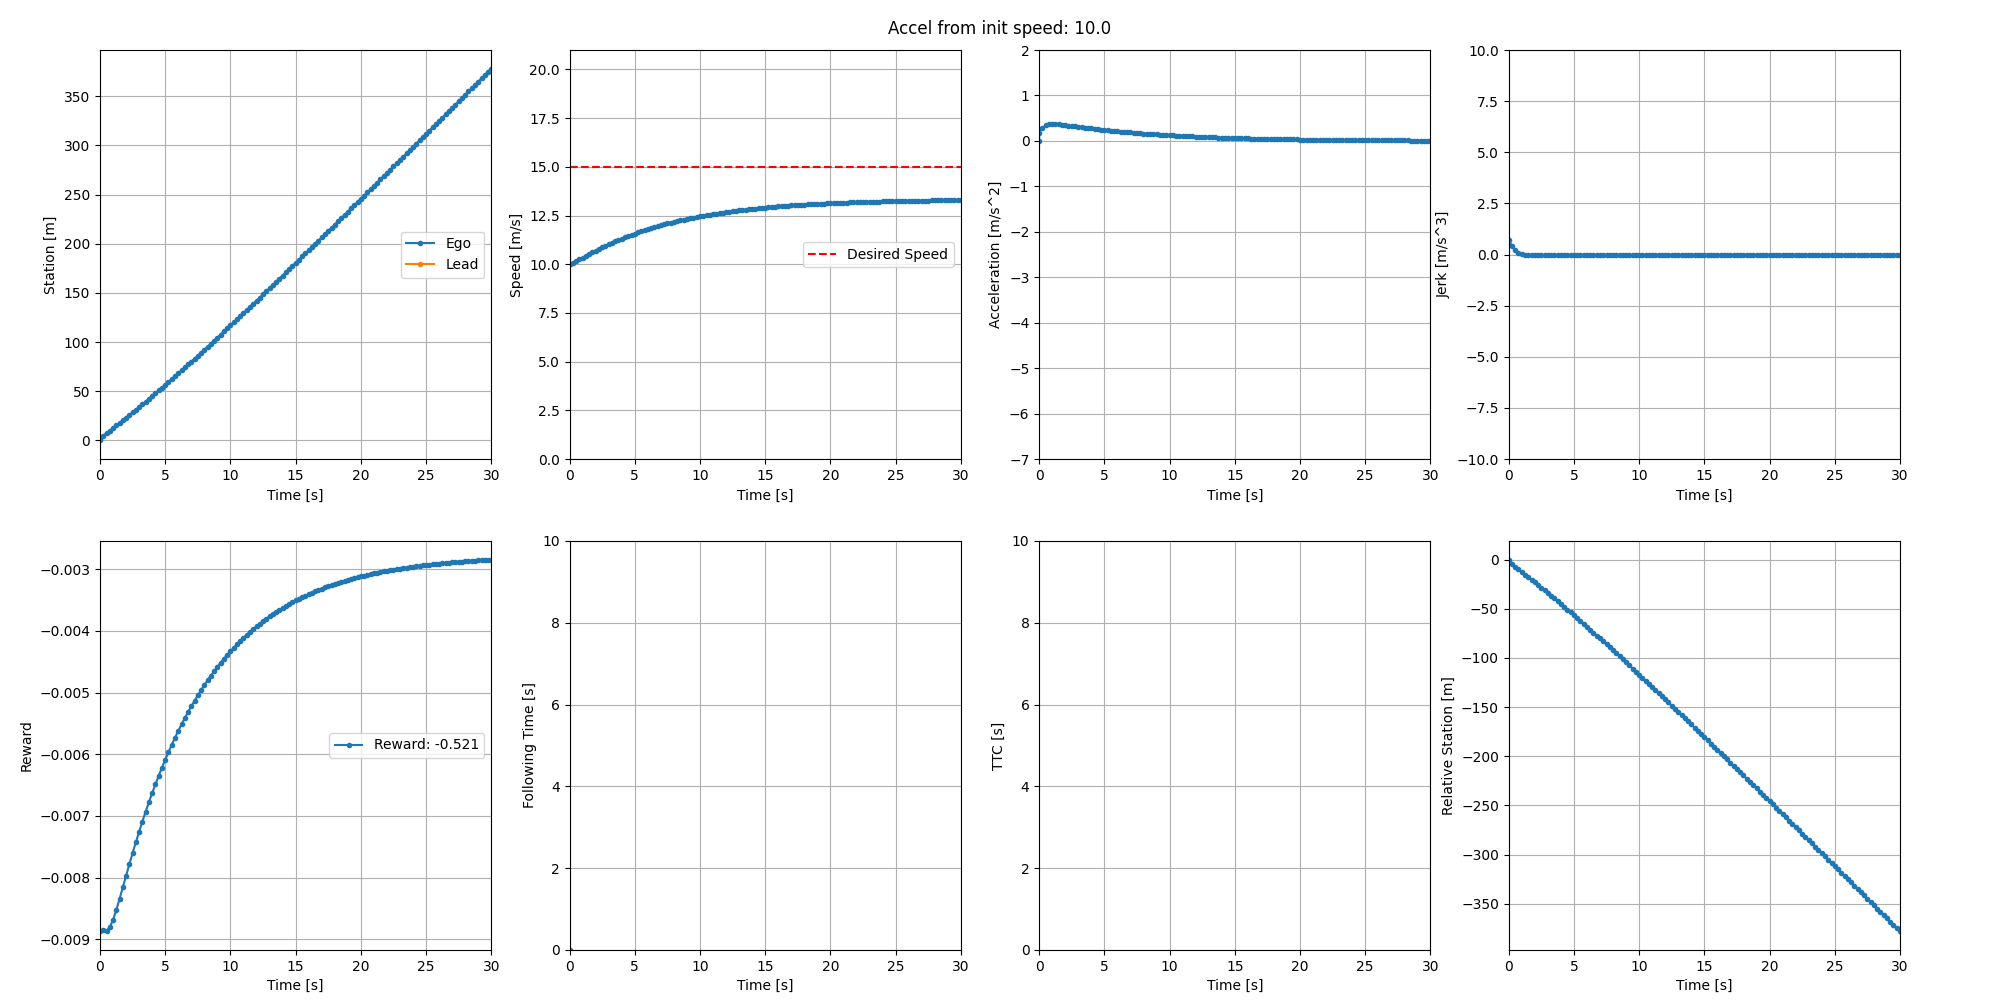 Accel from init speed: 10.0
Station [m]
350
300
250
200
150
100
50
0
Ego
Lead
0 5 10 15 20 25 30
Time [s]
Speed [m/s]
20.0
17.5
15.0
12.5
10.0
7.5
5.0
2.5
0.0
Desired Speed
0 5 10 15 20 25 30
Time [s]
Acceleration [m/s^2]
2
1
0
−1
−2
−3
−4
−5
−6
−7
0 5 10 15 20 25 30
Time [s]
Jerk [m/s^3]
10.0
7.5
5.0
2.5
0.0
−2.5
−5.0
−7.5
−10.0
0 5 10 15 20 25 30
Time [s]
Reward
−0.003
−0.004
−0.005
−0.006
−0.007
−0.008
−0.009
Reward: -0.521
0 5 10 15 20 25 30
Time [s]
Following Time [s]
10
8
6
4
2
0
0 5 10 15 20 25 30
Time [s]
TTC [s]
10
8
6
4
2
0
0 5 10 15 20 25 30
Time [s]
Relative Station [m]
0
−50
−100
−150
−200
−250
−300
−350
0 5 10 15 20 25 30
Time [s]